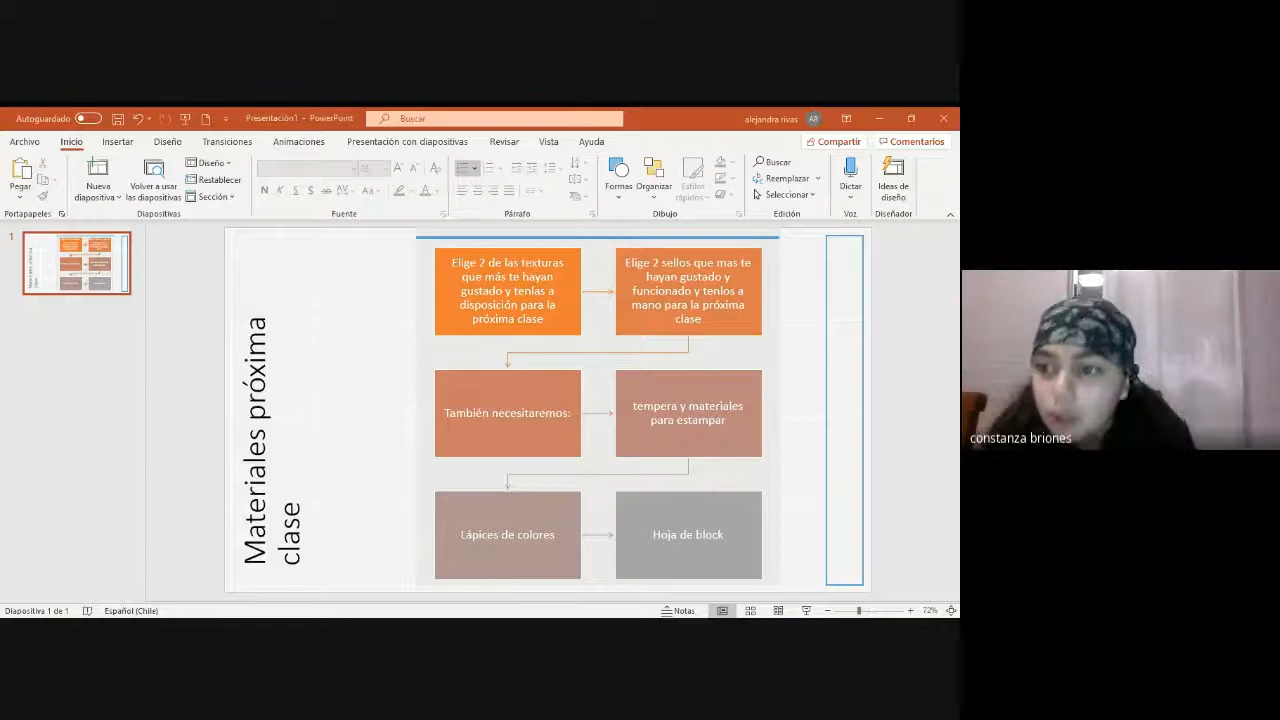 Autoguardado
Presentación1 - PowerPoint
Buscar
alejandra rivas
AR
Archivo
Inicio
Insertar
Diseño
Transiciones
Animaciones
Presentación con diapositivas
Revisar
Vista
Ayuda
Compartir
Comentarios
Pegar
Nueva
diapositiva
Volver a usar
las diapositivas
Diseño
Restablecer
Sección
Formas
Organizar
Estilos
rápidos
Buscar
Reemplazar
Seleccionar
Dictar
Ideas de
diseño
Portapapeles
Diapositivas
Fuente
Párrafo
Dibujo
Edición
Voz
Diseñador
1
Materiales próxima
clase
Elige 2 de las texturas
que más te hayan
gustado y tenlas a
disposición para la
próxima clase
Elige 2 sellos que mas te
hayan gustado y
funcionado y tenlos a
mano para la próxima
clase
También necesitaremos:
tempera y materiales
para estampar
Lápices de colores
Hoja de block
constanza briones
Diapositiva 1 de 1
Español (Chile)
Notas
72%